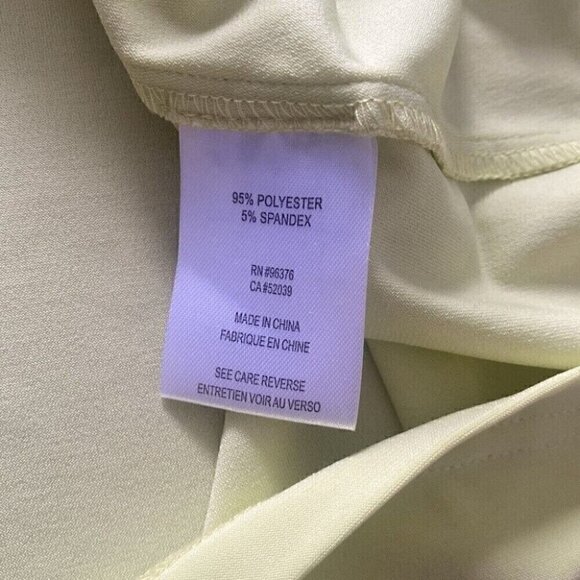 95% POLYESTER
5% SPANDEX
RN #96376
CA #52039
MADE IN CHINA
FABRIQUE EN CHINE
SEE CARE REVERSE
ENTRETIEN VOIR AU VERSO